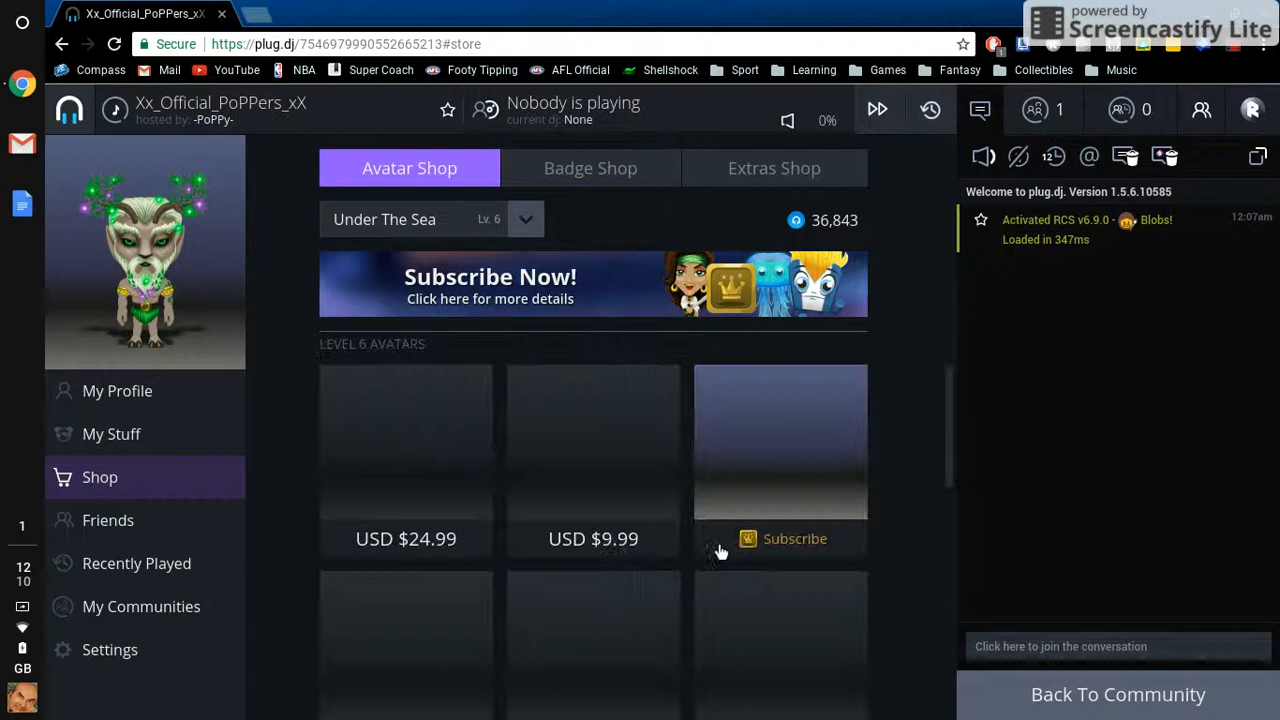 powered by
Screencastify Lite
Xx_Official_PoPPers_xX
Secure
https://plug.dj/7546979990552665213#store
1
Compass
Mail
YouTube
NBA
Super Coach
Footy Tipping
AFL Official
Shellshock
Sport
Learning
Games
Fantasy
Collectibles
Music
Xx_Official_PoPPers_xX
hosted by: -PoPPy-
Nobody is playing
current dj: None
0%
1
0
12
@
Avatar Shop
Badge Shop
Extras Shop
Under The Sea
Lv. 6
36,843
Subscribe Now!
Click here for more details
LEVEL 6 AVATARS
USD $24.99
USD $9.99
Subscribe
My Profile
My Stuff
Shop
Friends
Recently Played
My Communities
Settings
Welcome to plug.dj. Version 1.5.6.10585
Activated RCS v6.9.0 - Blobs!
Loaded in 347ms
12:07am
Click here to join the conversation
Back To Community
1
12
10
GB